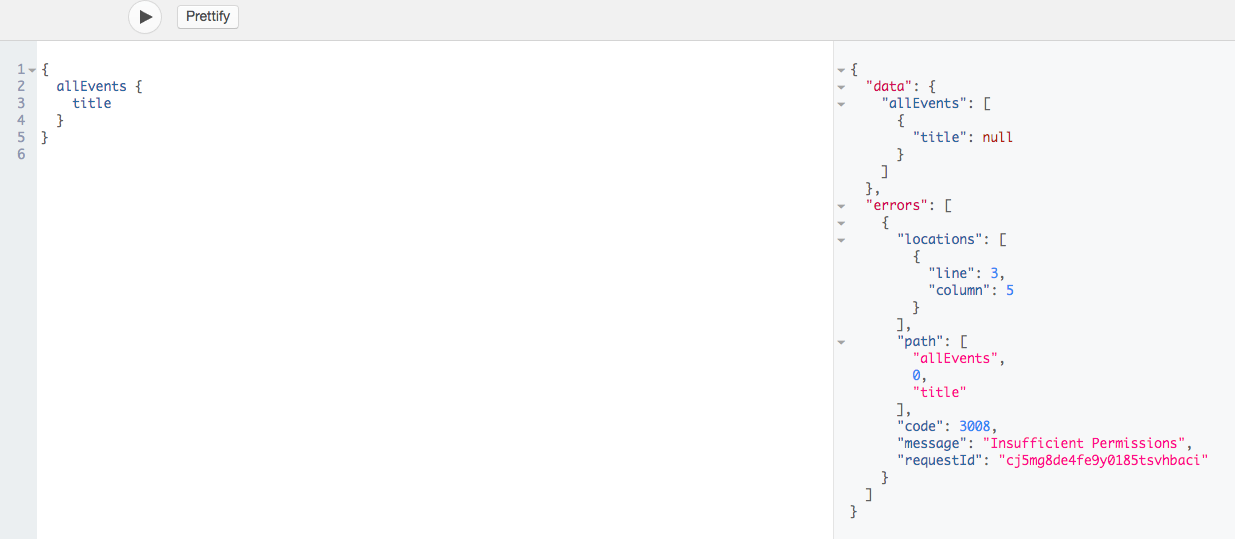 Prettify
1 {
2   allEvents {
3     title
4   }
5 }
6
{
  "data": {
    "allEvents": [
      {
        "title": null
      }
    ]
  },
  "errors": [
    {
      "locations": [
        {
          "line": 3,
          "column": 5
        }
      ],
      "path": [
        "allEvents",
        0,
        "title"
      ],
      "code": 3008,
      "message": "Insufficient Permissions",
      "requestId": "cj5mg8de4fe9y0185tsvhbaci"
    }
  ]
}